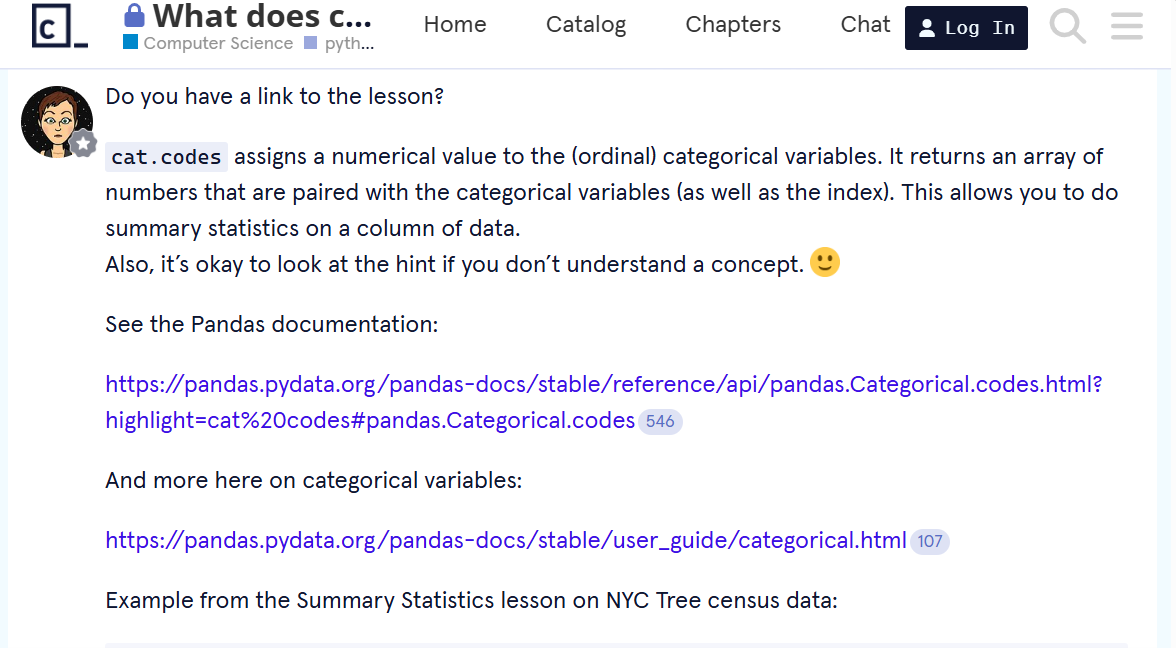 What does c...
Computer Science pyth...
Home Catalog Chapters Chat Log In
Do you have a link to the lesson?
cat.codes assigns a numerical value to the (ordinal) categorical variables. It returns an array of
numbers that are paired with the categorical variables (as well as the index). This allows you to do
summary statistics on a column of data.
Also, it’s okay to look at the hint if you don’t understand a concept.
See the Pandas documentation:
https://pandas.pydata.org/pandas-docs/stable/reference/api/pandas.Categorical.codes.html?
highlight=cat%20codes#pandas.Categorical.codes 546
And more here on categorical variables:
https://pandas.pydata.org/pandas-docs/stable/user_guide/categorical.html 107
Example from the Summary Statistics lesson on NYC Tree census data: